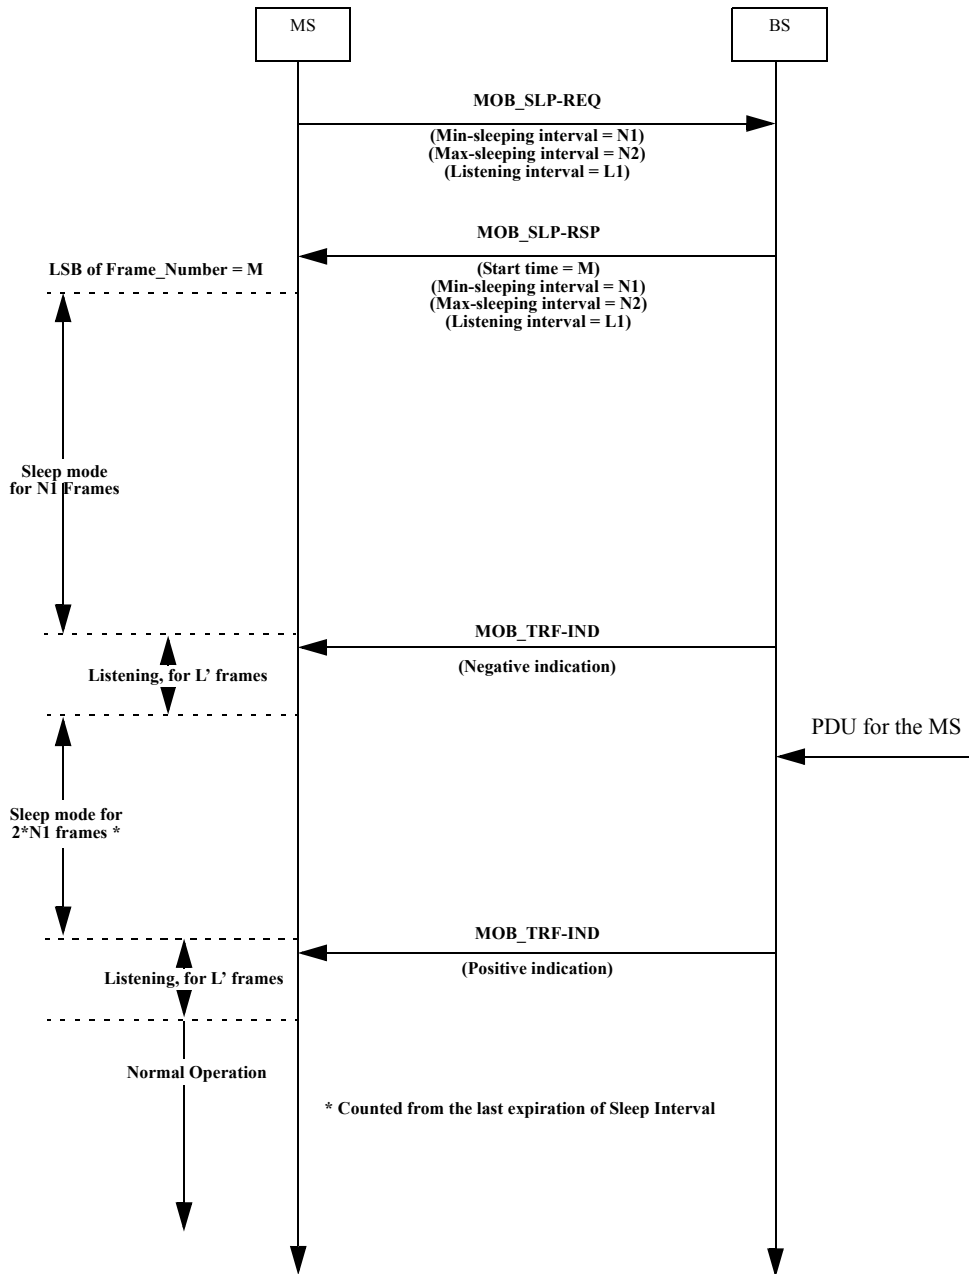 MS
BS
MOB_SLP-REQ
(Min-sleeping interval = N1)
(Max-sleeping interval = N2)
(Listening interval = L1)
MOB_SLP-RSP
LSB of Frame_Number = M
(Start time = M)
(Min-sleeping interval = N1)
(Max-sleeping interval = N2)
(Listening interval = L1)
Sleep mode
for N1 Frames
MOB_TRF-IND
(Negative indication)
Listening, for L’ frames
PDU for the MS
Sleep mode for
2*N1 frames *
MOB_TRF-IND
(Positive indication)
Listening, for L’ frames
Normal Operation
* Counted from the last expiration of Sleep Interval